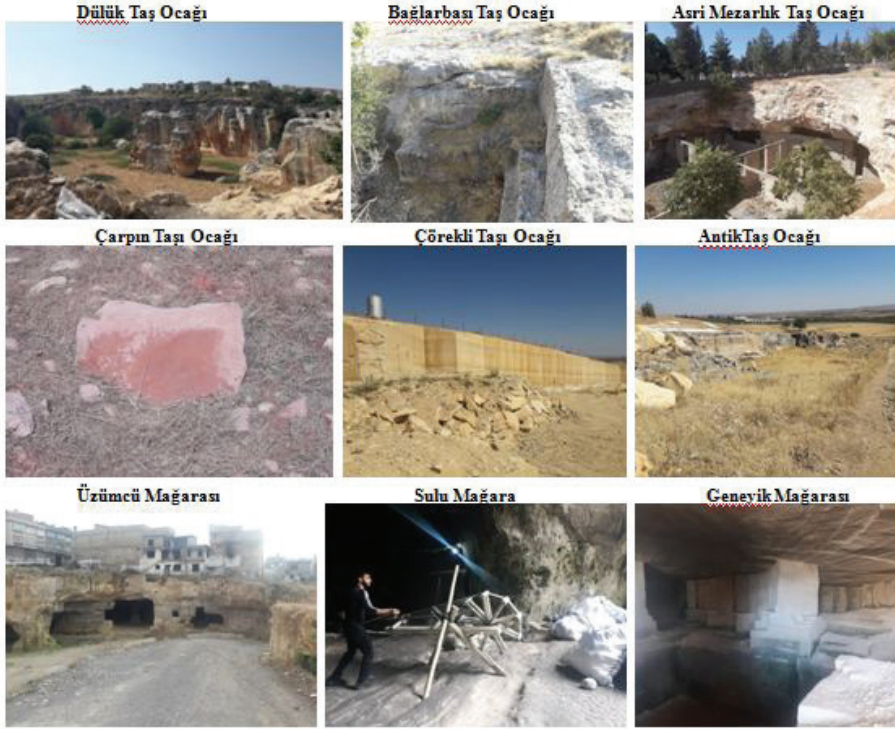 Dülük Taş Ocağı
Bağlarbası Taş Ocağı
Asri Mezarlık Taş Ocağı
Çarpın Taşı Ocağı
Çörekli Taşı Ocağı
AntikTaş Ocağı
Üzümcü Mağarası
Sulu Mağara
Geneyik Mağarası